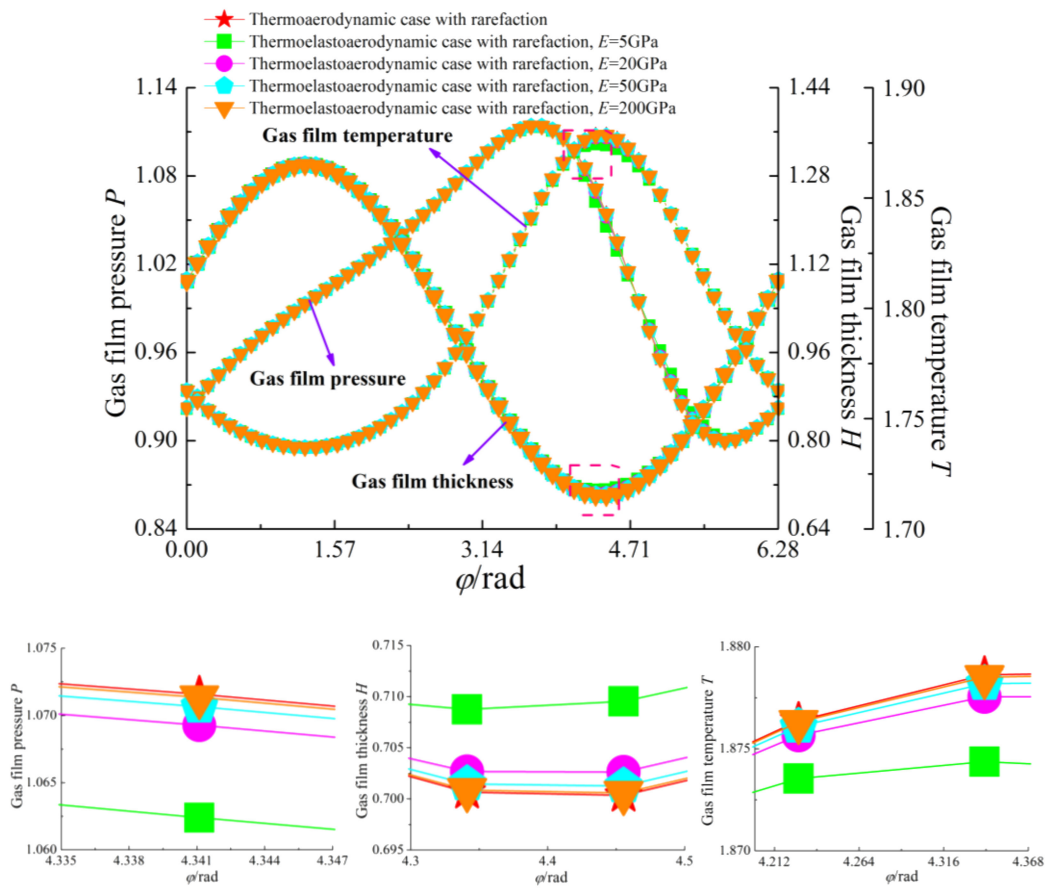 Thermoaerodynamic case with rarefaction
Thermoelastoaerodynamic case with rarefaction, E=5GPa
Thermoelastoaerodynamic case with rarefaction, E=20GPa
Thermoelastoaerodynamic case with rarefaction, E=50GPa
Thermoelastoaerodynamic case with rarefaction, E=200GPa
Gas film pressure P
1.14
1.08
1.02
0.96
0.90
0.84
Gas film temperature
Gas film pressure
Gas film thickness
1.44
1.28
1.12
0.96
0.80
0.64
Gas film thickness H
1.90
1.85
1.80
1.75
1.70
Gas film temperature T
0.00 1.57 3.14 4.71 6.28
φ/rad
Gas film pressure P
1.075
1.070
1.065
1.060
4.335 4.338 4.341 4.344 4.347
φ/rad
Gas film thickness H
0.715
0.710
0.705
0.700
0.695
4.3 4.4 4.5
φ/rad
Gas film temperature T
1.880
1.875
1.870
4.212 4.264 4.316 4.368
φ/rad